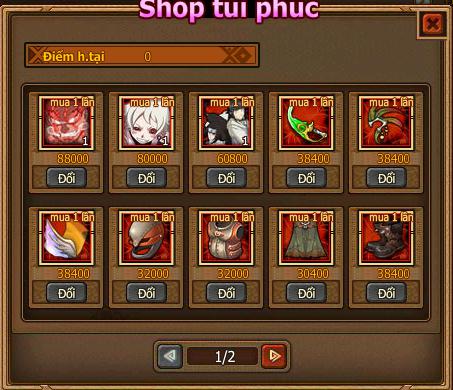 Shop túi phúc
Điểm h.tại 0
mua 1 lần mua 1 lần mua 1 lần mua 1 lần mua 1 lần
1 1 1
88000 80000 60800 38400 38400
Đổi Đổi Đổi Đổi Đổi
mua 1 lần mua 1 lần mua 1 lần mua 1 lần mua 1 lần
38400 32000 32000 30400 38400
Đổi Đổi Đổi Đổi Đổi
1/2